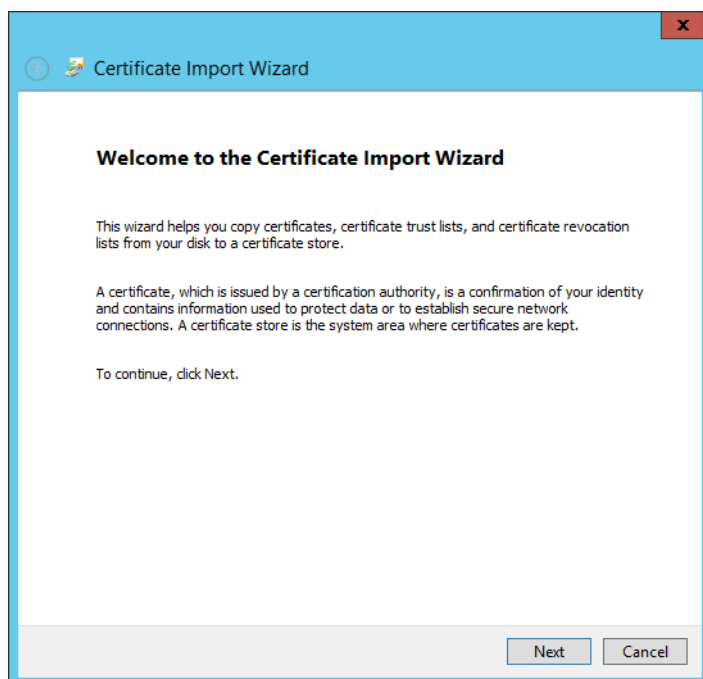 x
Certificate Import Wizard
Welcome to the Certificate Import Wizard
This wizard helps you copy certificates, certificate trust lists, and certificate revocation
lists from your disk to a certificate store.
A certificate, which is issued by a certification authority, is a confirmation of your identity
and contains information used to protect data or to establish secure network
connections. A certificate store is the system area where certificates are kept.
To continue, click Next.
Next Cancel